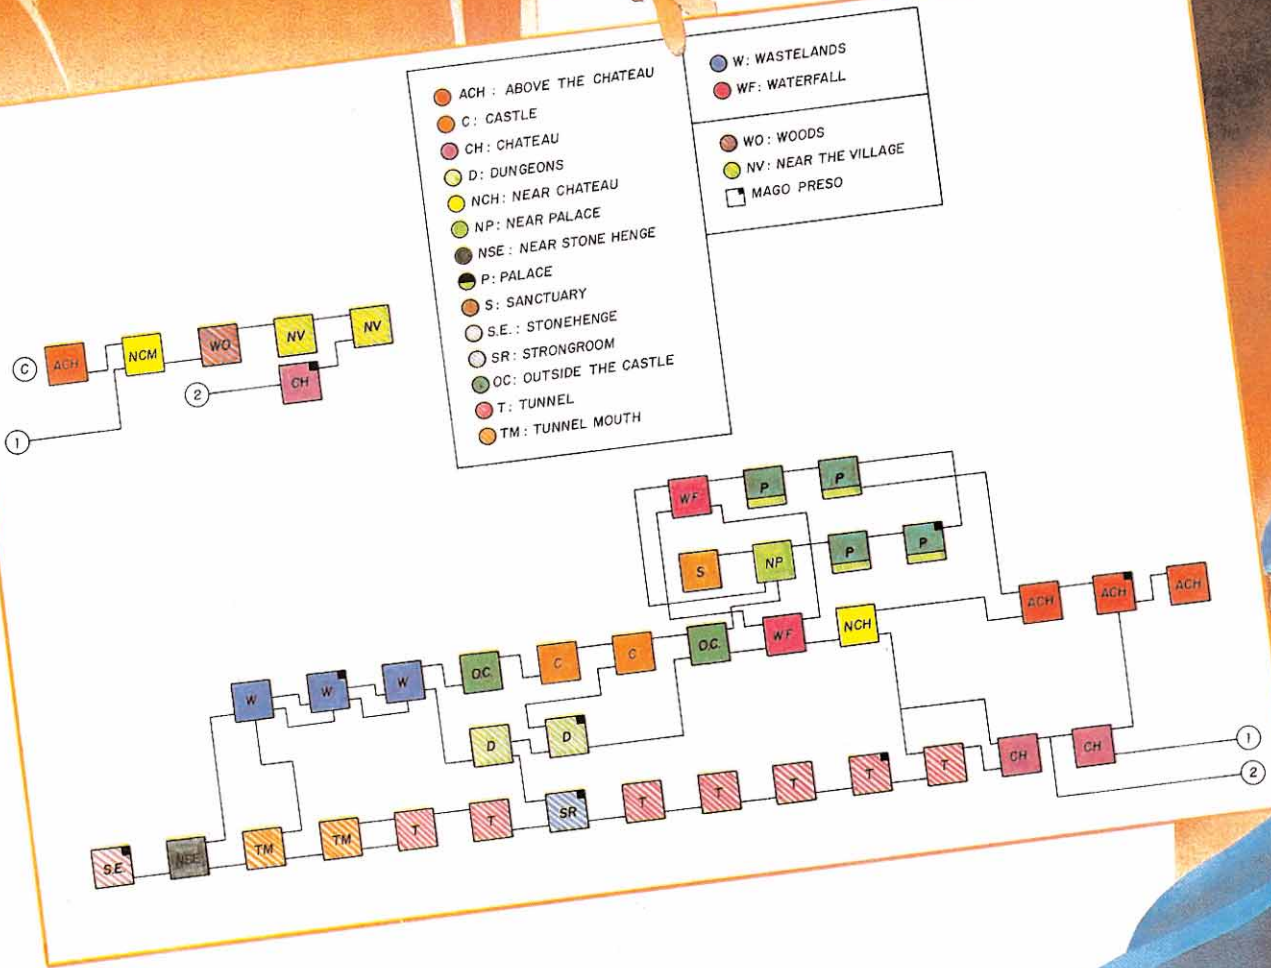 ACH : ABOVE THE CHATEAU
C: CASTLE
CH: CHATEAU
D: DUNGEONS
NCH: NEAR CHATEAU
NP: NEAR PALACE
NSE: NEAR STONE HENGE
P: PALACE
S: SANCTUARY
S.E.: STONEHENGE
SR: STRONGROOM
OC: OUTSIDE THE CASTLE
T: TUNNEL
TM: TUNNEL MOUTH
W: WASTELANDS
WF: WATERFALL
WO: WOODS
NV: NEAR THE VILLAGE
MAGO PRESO
C ACH NCM WO NV NV
2 CH
1
WF P P
S NP P P
ACH ACH ACH
W W W O.C. C C O.C. WF NCH
D D
CH CH 1
2
S.E. NSE TM TM T T SR T T T T T